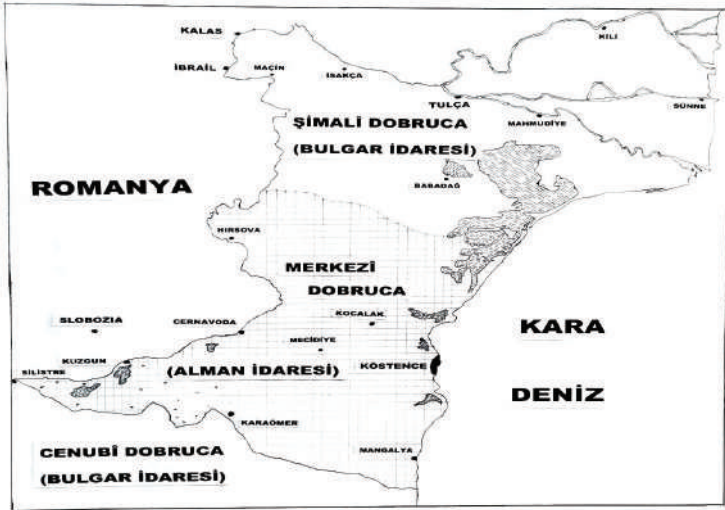 KALAS
KİLİ
İBRAİL
MAÇİN
İSAKÇA
TULÇA
SÜNNE
MAHMUDİYE
ŞİMALİ DOBRUCA
(BULGAR İDARESİ)
ROMANYA
BABADAĞ
HIRSOVA
MERKEZİ
DOBRUCA
KOCALAK
SLOBOZIA
CERNAVODA
KARA
MECİDİYE
KUZGUN
(ALMAN İDARESİ)
KÖSTENCE
SİLİSTRE
DENİZ
KARAÖMER
CENUBİ DOBRUCA
MANGALYA
(BULGAR İDARESİ)